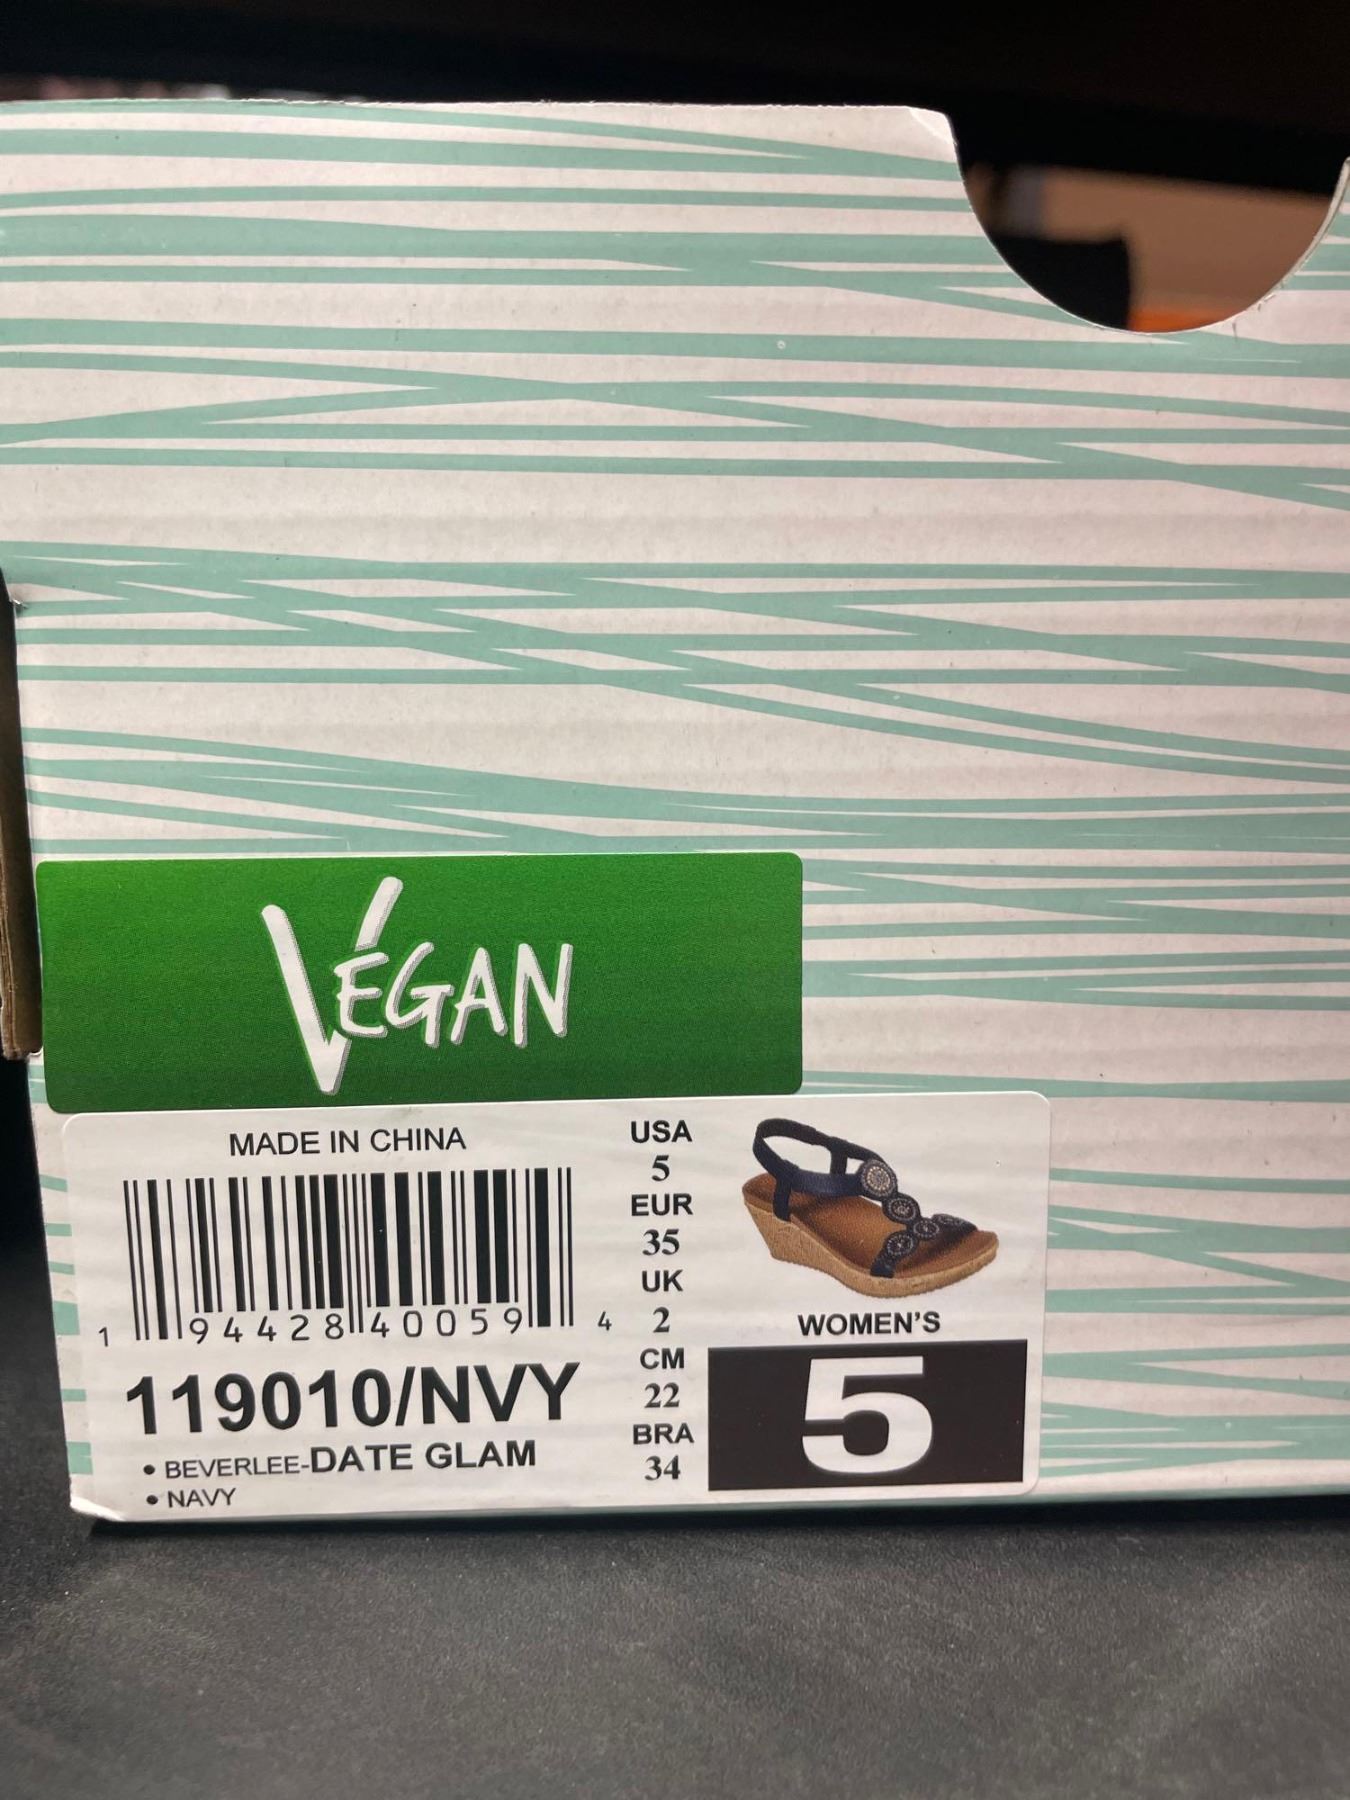 VEGAN
MADE IN CHINA
1 94428 40059 4
119010/NVY
• BEVERLEE-DATE GLAM
• NAVY
USA
5
EUR
35
UK
2
CM
22
BRA
34
WOMEN'S
5